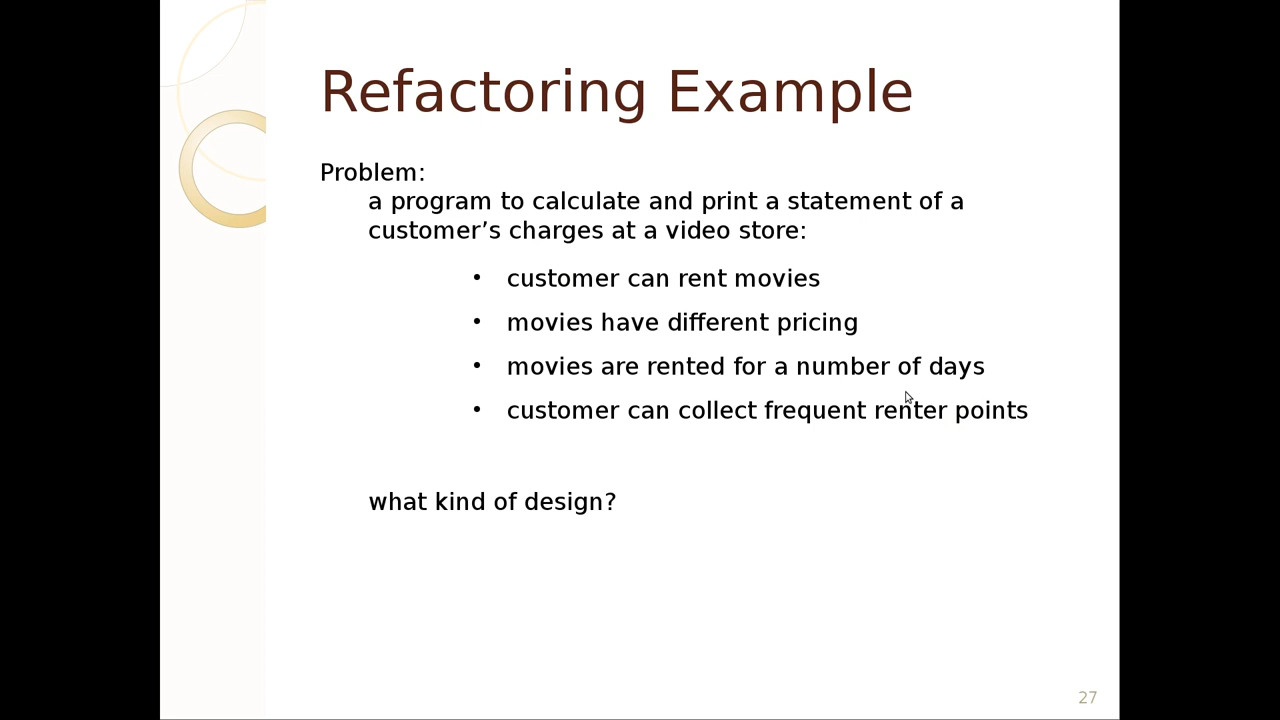 Refactoring Example
Problem:
a program to calculate and print a statement of a
customer’s charges at a video store:
• customer can rent movies
• movies have different pricing
• movies are rented for a number of days
• customer can collect frequent renter points
what kind of design?
27